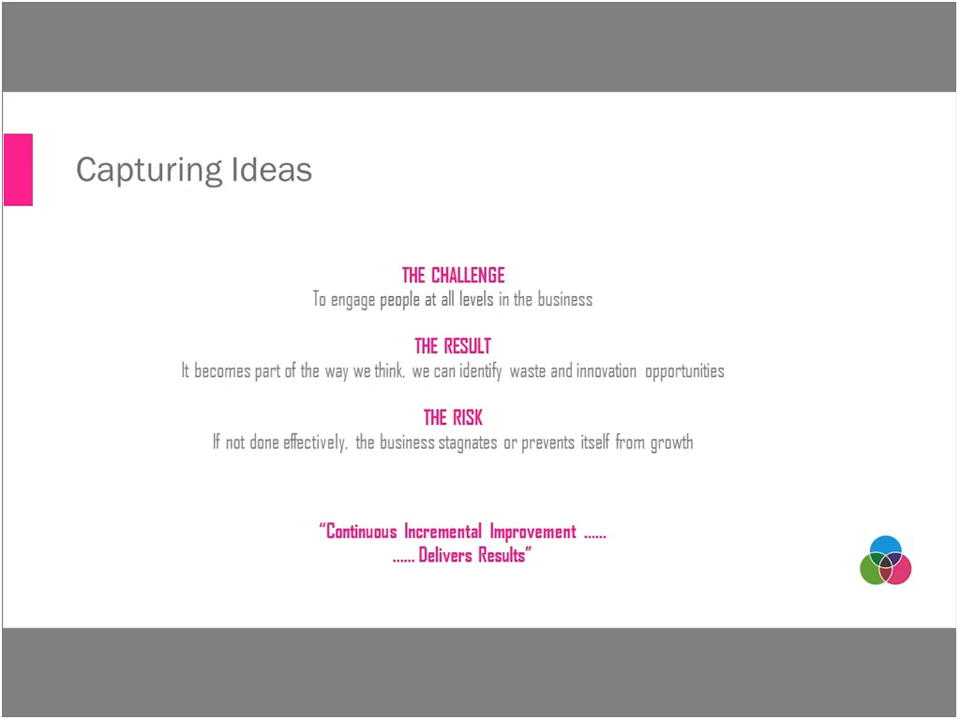 Capturing Ideas
THE CHALLENGE
To engage people at all levels in the business
THE RESULT
It becomes part of the way we think, we can identify waste and innovation opportunities
THE RISK
If not done effectively, the business stagnates or prevents itself from growth
“Continuous Incremental Improvement ......
...... Delivers Results”